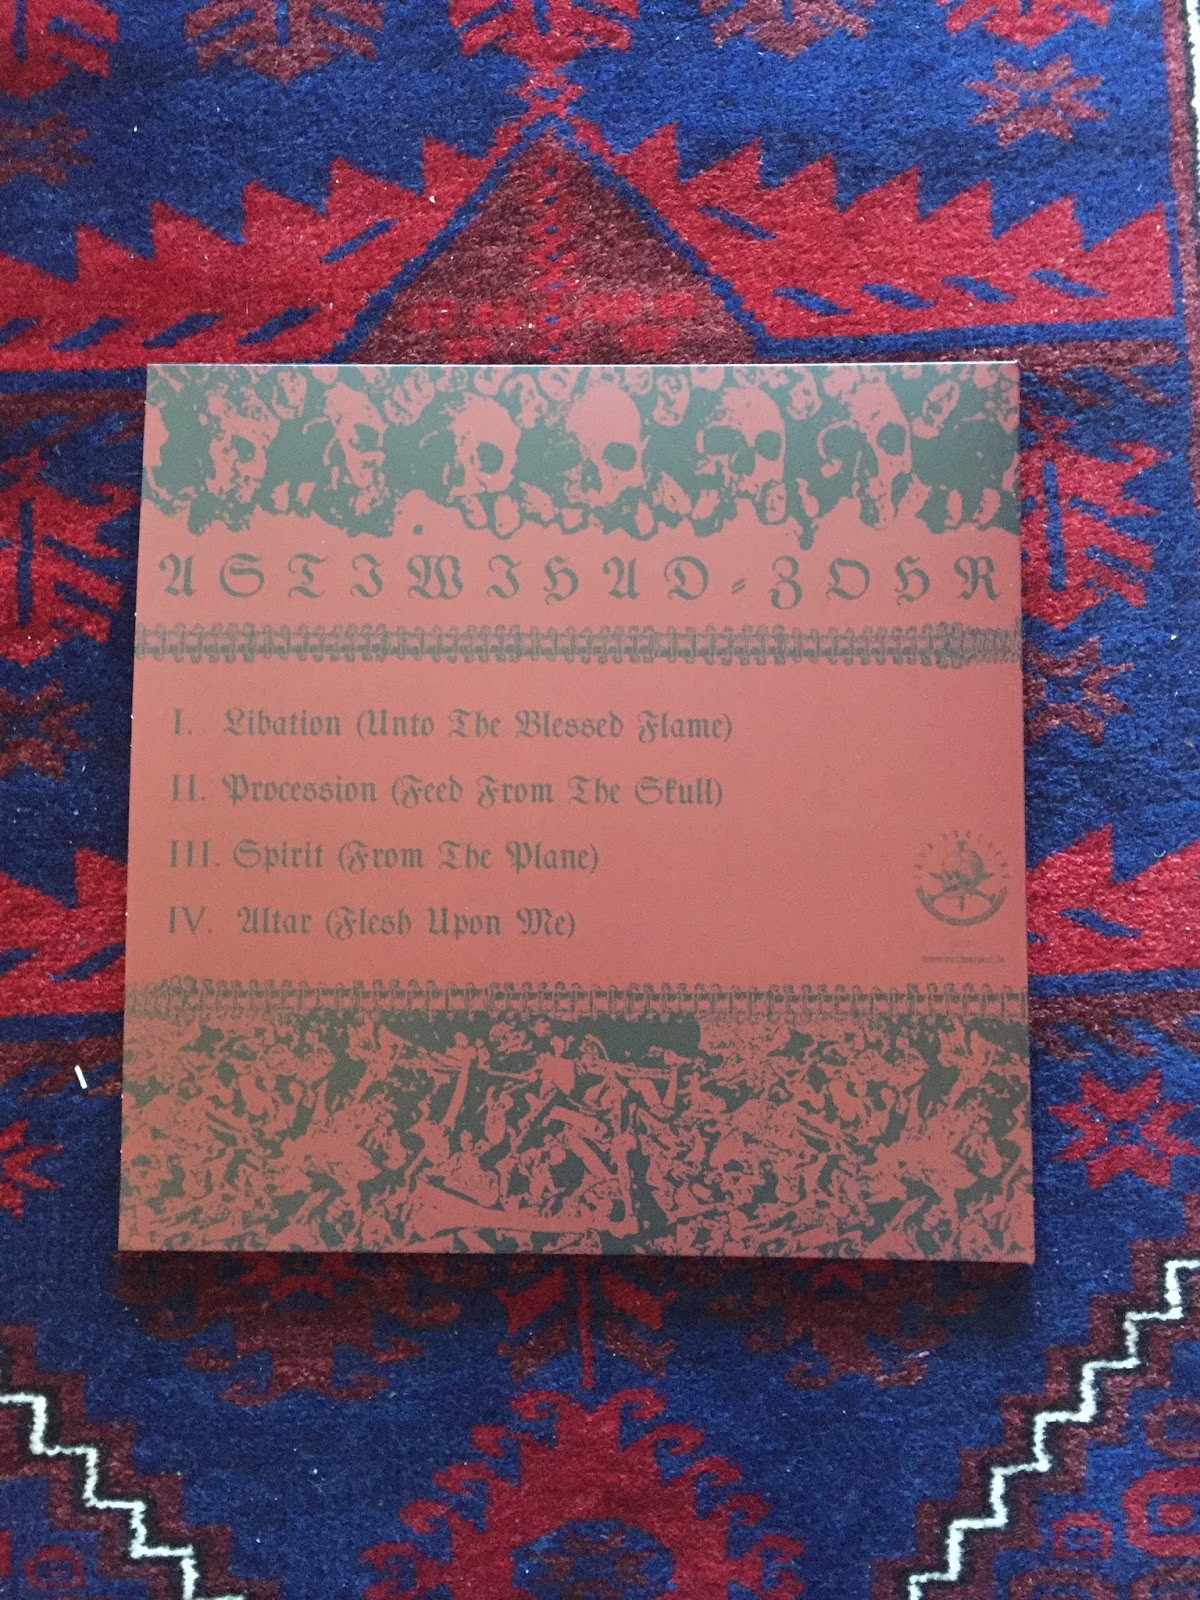 ASTIWIHAD-ZOHR
I. Libation (Unto The Blessed Flame)
II. Procession (Feed From The Skull)
III. Spirit (From The Plane)
IV. Altar (Flesh Upon Me)